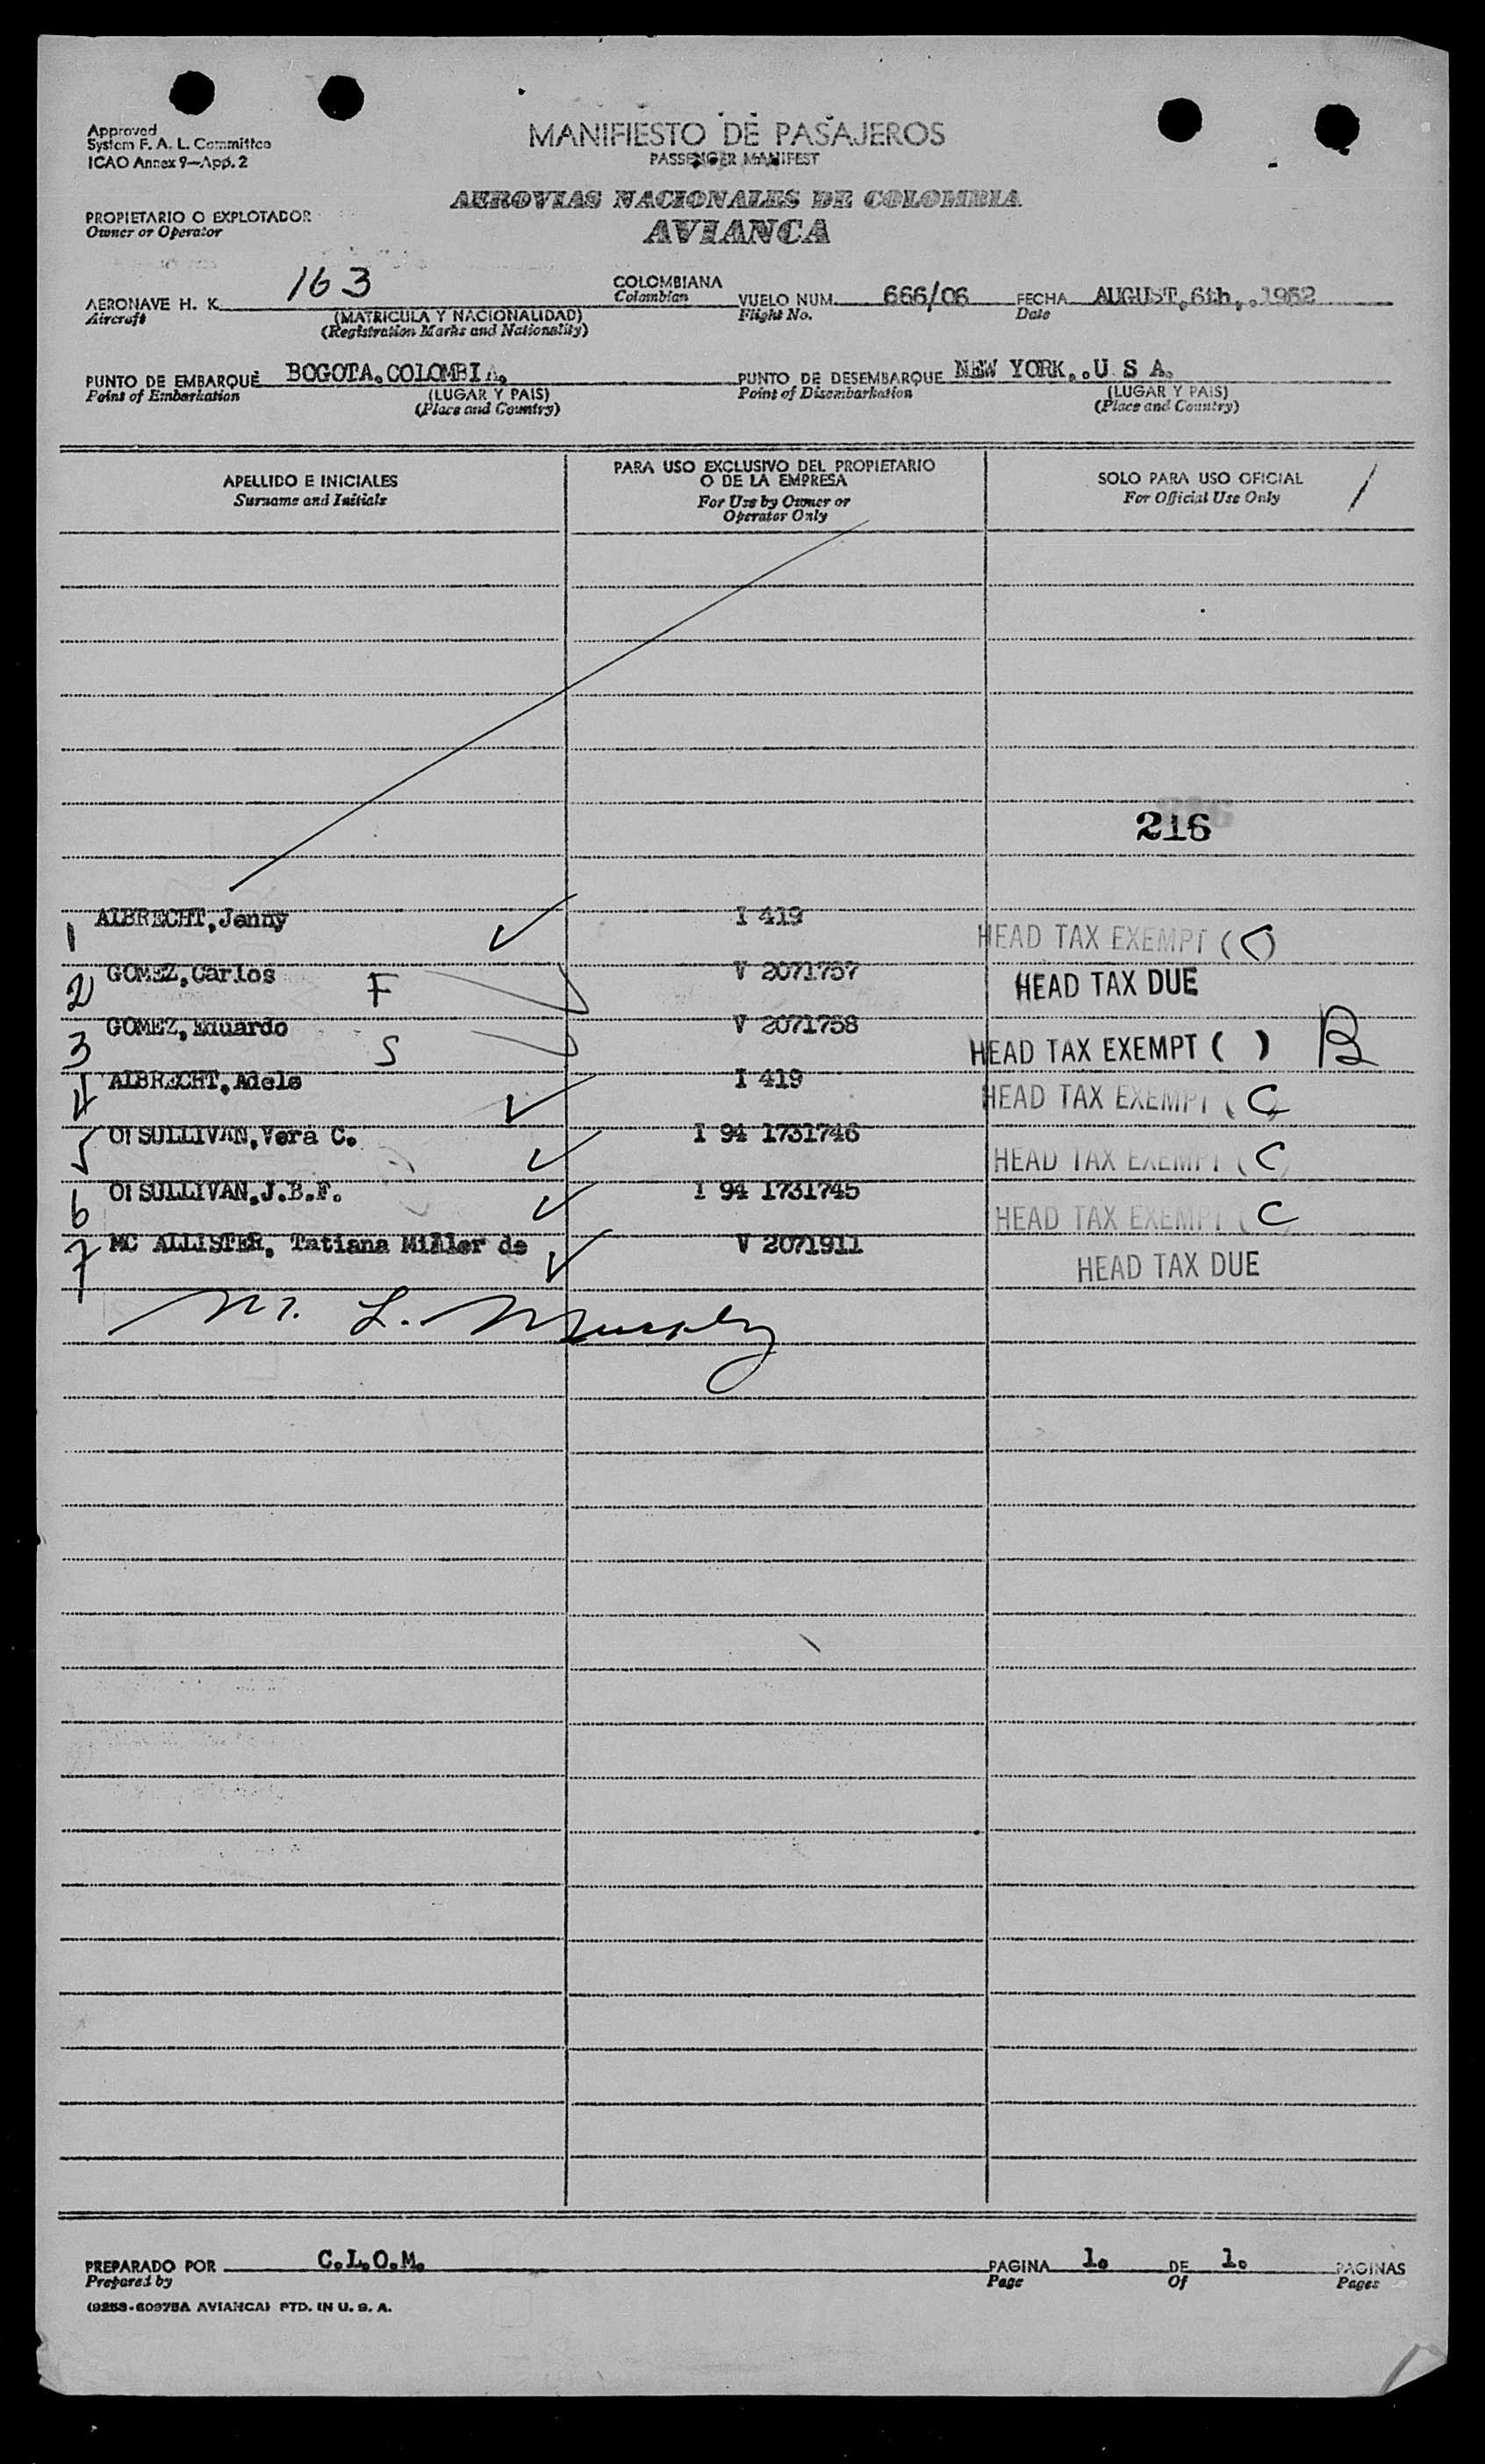 Approved
System F. A. L. Committee
ICAO Annex 9—App. 2
MANIFIESTO DE PASAJEROS
PASSENGER MANIFEST
AEROVIAS NACIONALES DE COLOMBIA
AVIANCA
PROPIETARIO O EXPLOTADOR
Owner or Operator
AERONAVE H. K. 163 COLOMBIANA VUELO NUM. 666/06 FECHA AUGUST,6th,.1952
Aircraft (MATRICULA Y NACIONALIDAD) Colombian Flight No. Date
(Registration Marks and Nationality)
PUNTO DE EMBARQUE BOGOTA.COLOMBIA. PUNTO DE DESEMBARQUE NEW YORK..U S A.
Point of Embarkation (LUGAR Y PAIS) Point of Disembarkation (LUGAR Y PAIS)
(Place and Country) (Place and Country)
APELLIDO E INICIALES PARA USO EXCLUSIVO DEL PROPIETARIO SOLO PARA USO OFICIAL /
Surname and Initials O DE LA EMPRESA For Official Use Only
For Use by Owner or
Operator Only
216
1 ALBRECHT,Jenny ✓ I 419 HEAD TAX EXEMPT (C)
2 GOMEZ,Carlos F V 2071757 HEAD TAX DUE
3 GOMEZ,Eduardo S V 2071758 HEAD TAX EXEMPT ( ) B
4 ALBRECHT,Adele ✓ I 419 HEAD TAX EXEMPT (C)
5 O'SULLIVAN,Vera C. ✓ I 94 1731746 HEAD TAX EXEMPT (C)
6 O'SULLIVAN,J.B.F. ✓ I 94 1731745 HEAD TAX EXEMPT (C
7 MC ALLISTER, Tatiana Miller de ✓ V 2071911 HEAD TAX DUE
M. L. Murphy
PREPARADO POR C.L.O.M. PAGINA 1. DE 1. PAGINAS
Prepared by Page Of Pages
(9253-60975A AVIANCA) PTD. IN U. S. A.